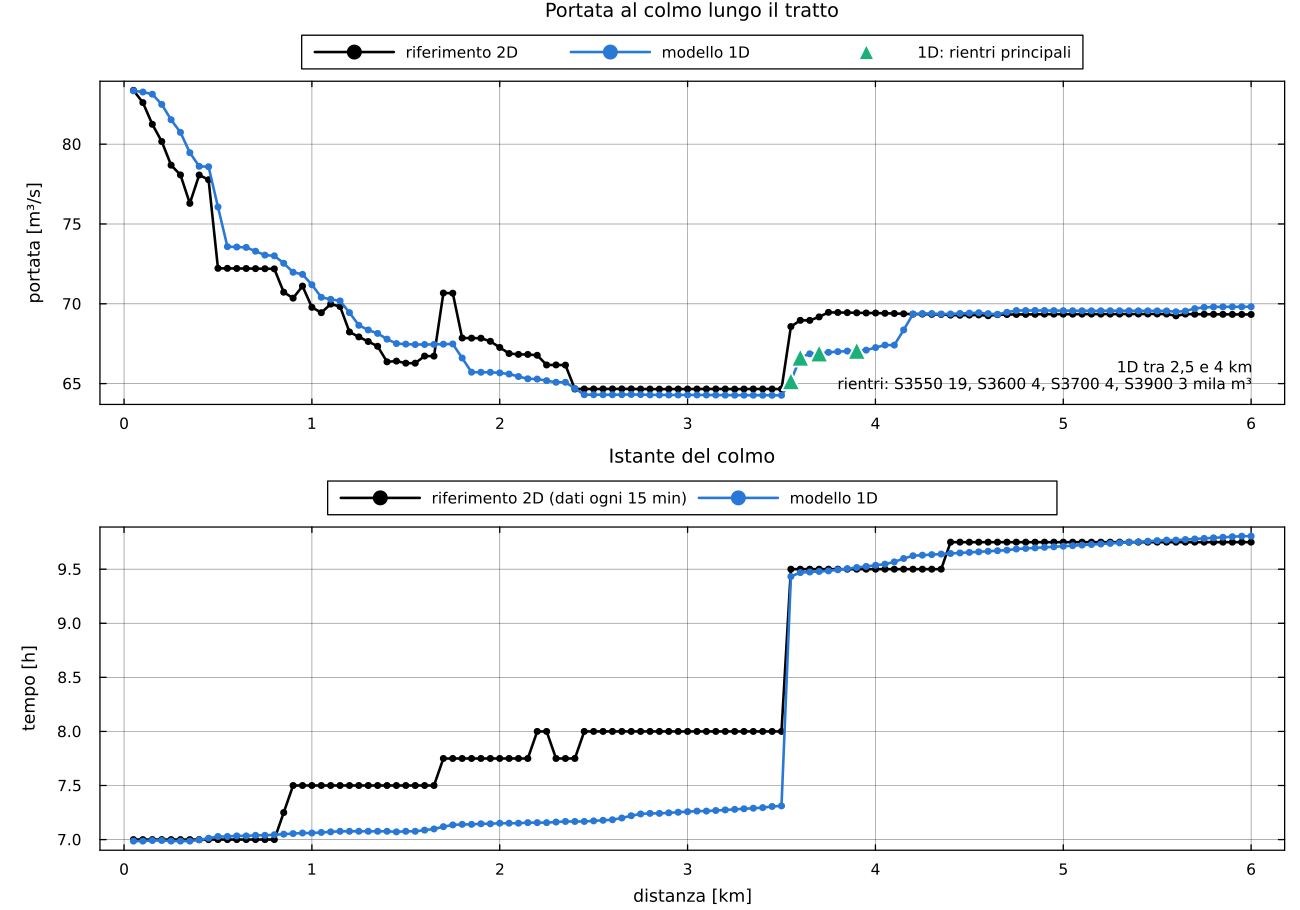 Portata al colmo lungo il tratto
riferimento 2D modello 1D 1D: rientri principali
portata [m³/s]
80
75
70
65
1D tra 2,5 e 4 km
rientri: S3550 19, S3600 4, S3700 4, S3900 3 mila m³
0 1 2 3 4 5 6
Istante del colmo
riferimento 2D (dati ogni 15 min) modello 1D
tempo [h]
9.5
9.0
8.5
8.0
7.5
7.0
0 1 2 3 4 5 6
distanza [km]